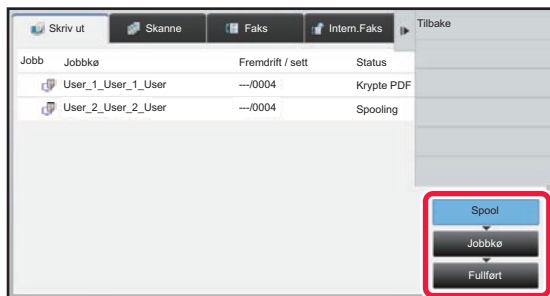 Skriv ut Skanne Faks Intern.Faks Tilbake
Jobb Jobbkø Fremdrift / sett Status
User_1_User_1_User ---/0004 Krypte PDF
User_2_User_2_User ---/0004 Spooling
Spool
Jobbkø
Fullført